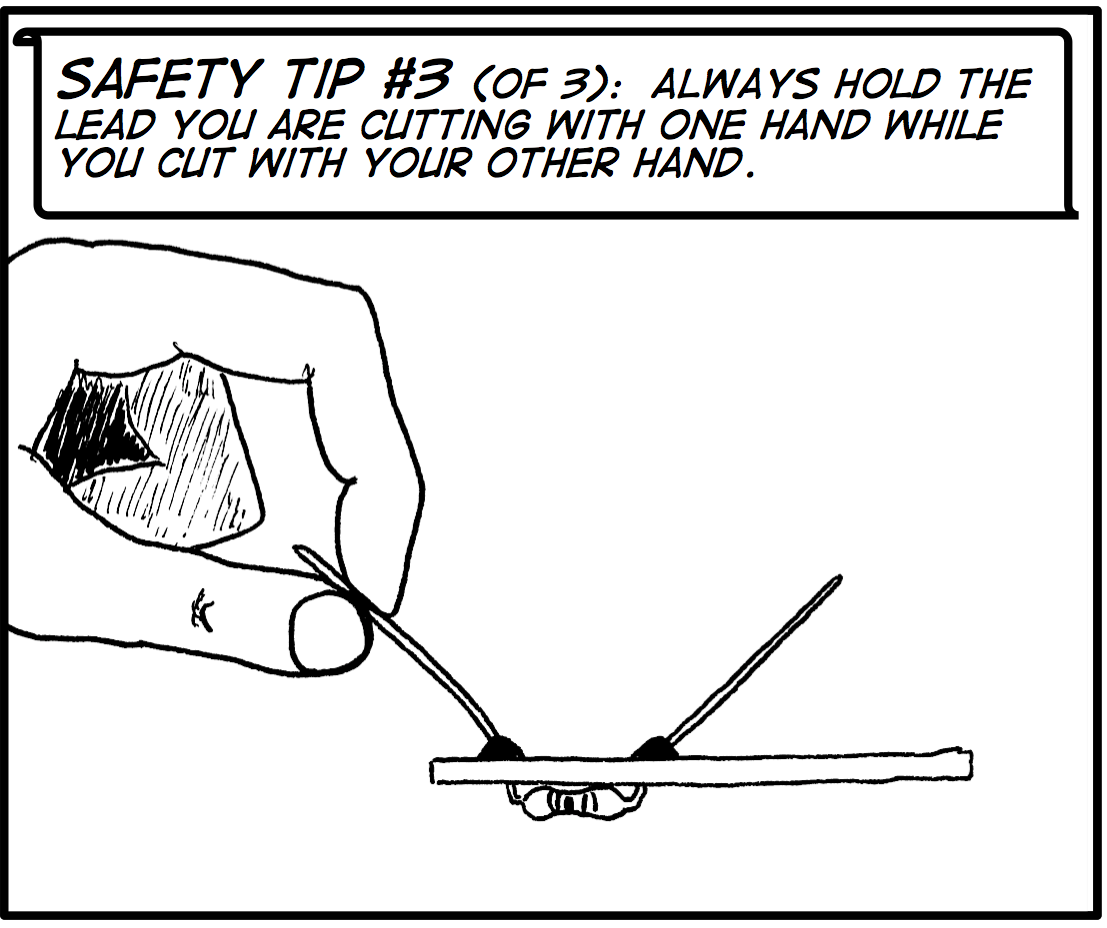 SAFETY TIP #3 (OF 3): ALWAYS HOLD THE
LEAD YOU ARE CUTTING WITH ONE HAND WHILE
YOU CUT WITH YOUR OTHER HAND.